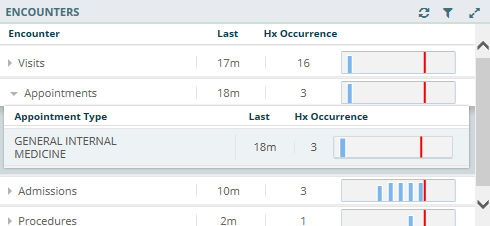 ENCOUNTERS
Encounter Last Hx Occurrence
Visits 17m 16
Appointments 18m 3
Appointment Type Last Hx Occurrence
GENERAL INTERNAL
MEDICINE 18m 3
Admissions 10m 3
Procedures 2m 1